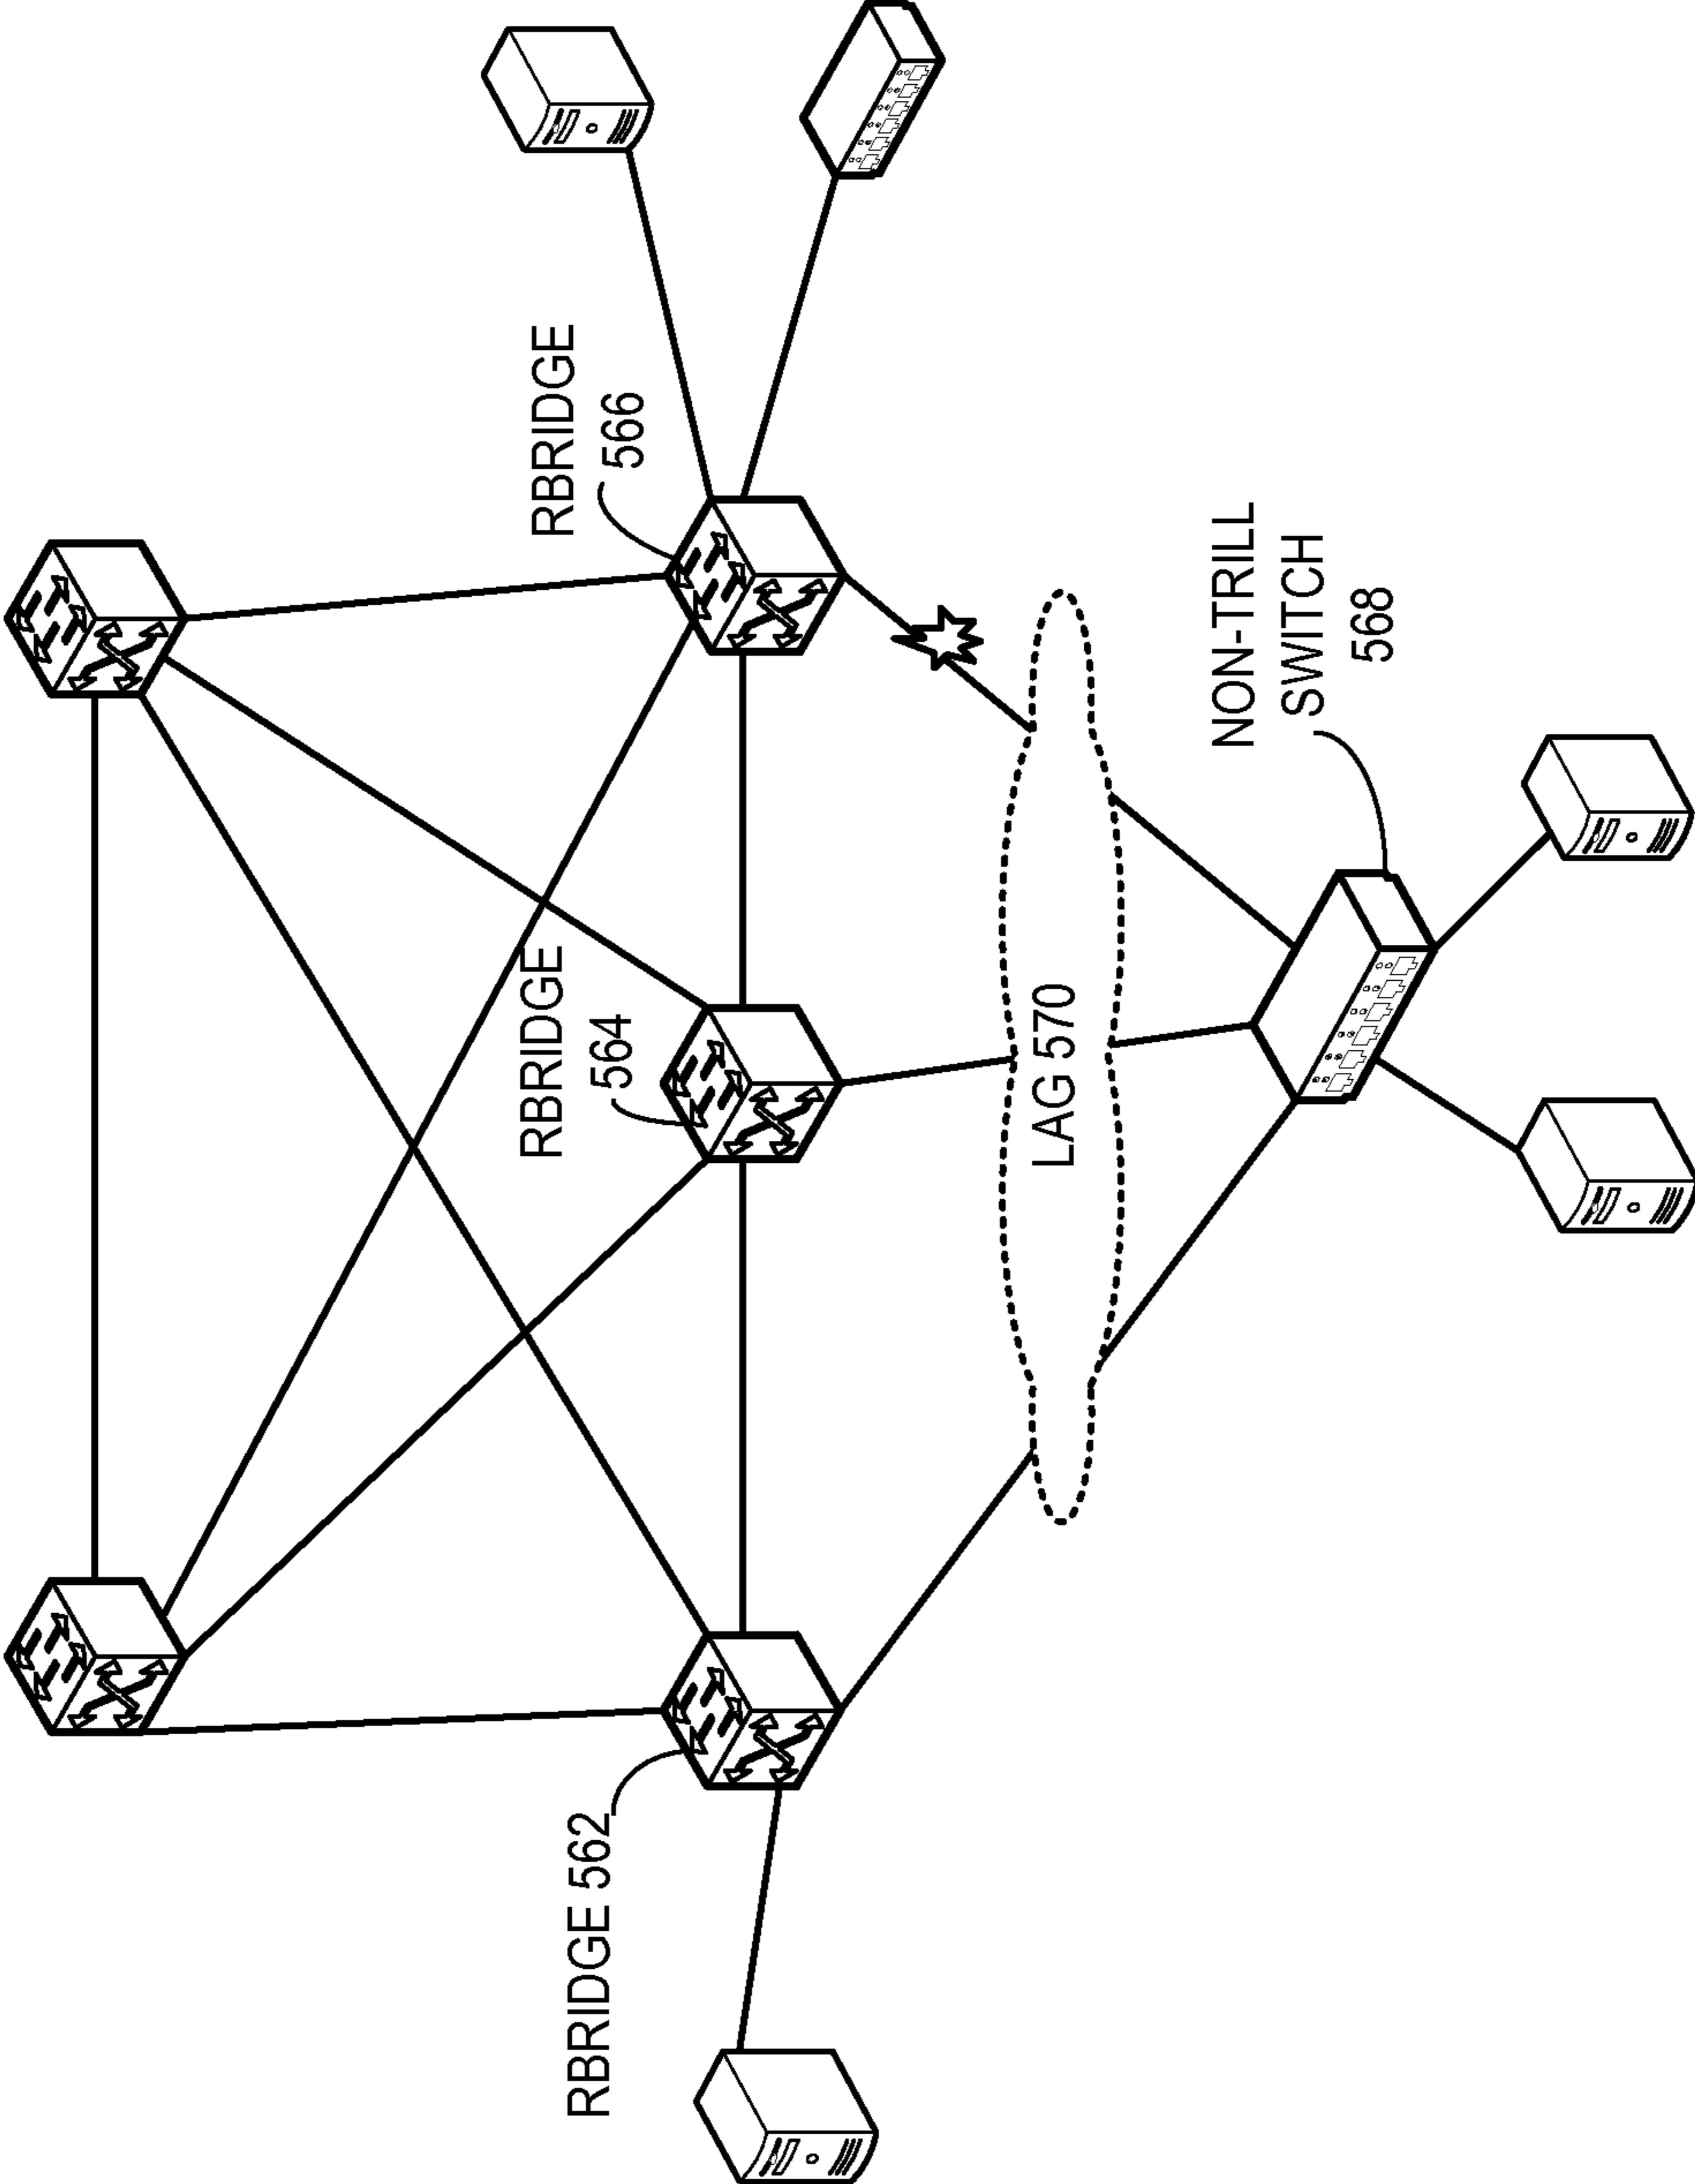 RBRIDGE 562
RBRIDGE
564
RBRIDGE
566
LAG 570
NON-TRILL
SWITCH
568